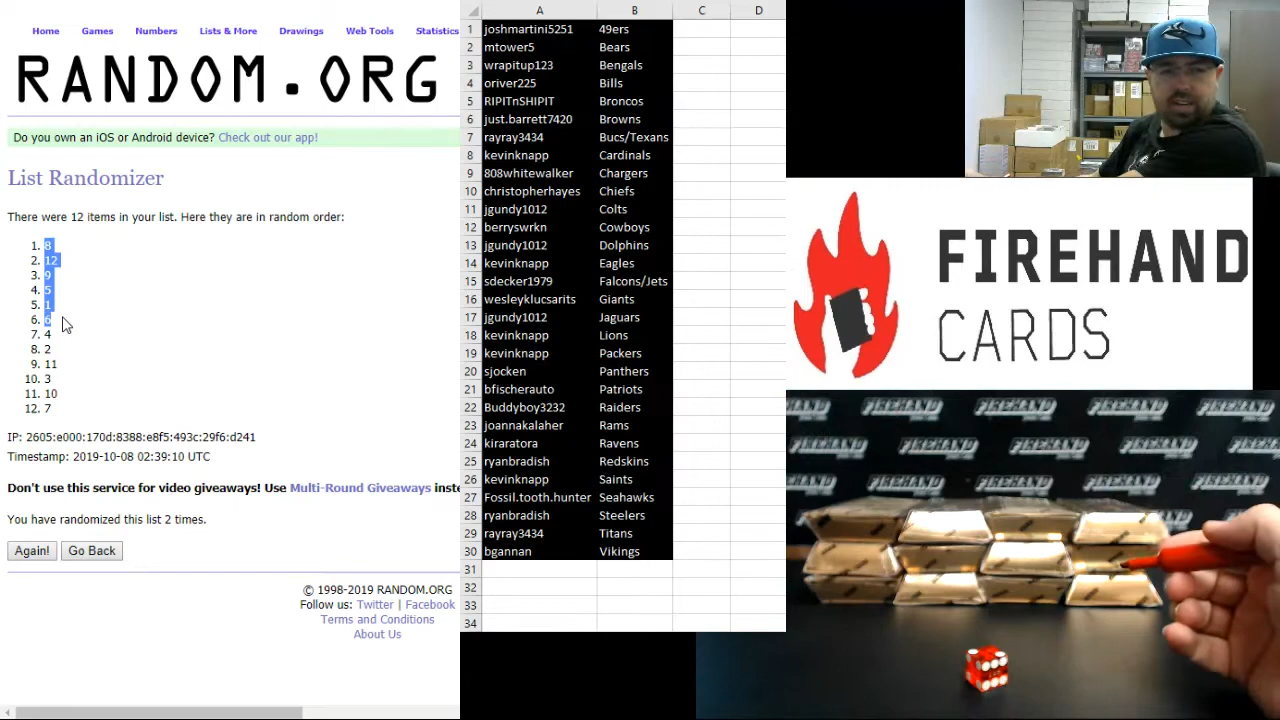 Home Games Numbers Lists & More Drawings Web Tools Statistics
RANDOM.ORG
Do you own an iOS or Android device? Check out our app!
List Randomizer
There were 12 items in your list. Here they are in random order:
1. 8
2. 12
3. 9
4. 5
5. 1
6. 6
7. 4
8. 2
9. 11
10. 3
11. 10
12. 7
IP: 2605:e000:170d:8388:e8f5:493c:29f6:d241
Timestamp: 2019-10-08 02:39:10 UTC
Don't use this service for video giveaways! Use Multi-Round Giveaways inste
You have randomized this list 2 times.
Again! Go Back
© 1998-2019 RANDOM.ORG
Follow us: Twitter | Facebook
Terms and Conditions
About Us
A B C D
1 joshmartini5251 49ers
2 mtower5 Bears
3 wrapitup123 Bengals
4 oriver225 Bills
5 RIPITnSHIPIT Broncos
6 just.barrett7420 Browns
7 rayray3434 Bucs/Texans
8 kevinknapp Cardinals
9 808whitewalker Chargers
10 christopherhayes Chiefs
11 jgundy1012 Colts
12 berryswrkn Cowboys
13 jgundy1012 Dolphins
14 kevinknapp Eagles
15 sdecker1979 Falcons/Jets
16 wesleyklucsarits Giants
17 jgundy1012 Jaguars
18 kevinknapp Lions
19 kevinknapp Packers
20 sjocken Panthers
21 bfischerauto Patriots
22 Buddyboy3232 Raiders
23 joannakalaher Rams
24 kiraratora Ravens
25 ryanbradish Redskins
26 kevinknapp Saints
27 Fossil.tooth.hunter Seahawks
28 ryanbradish Steelers
29 rayray3434 Titans
30 bgannan Vikings
31
32
33
34
FIREHAND
CARDS
FIREHAND FIREHAND FIREHAND